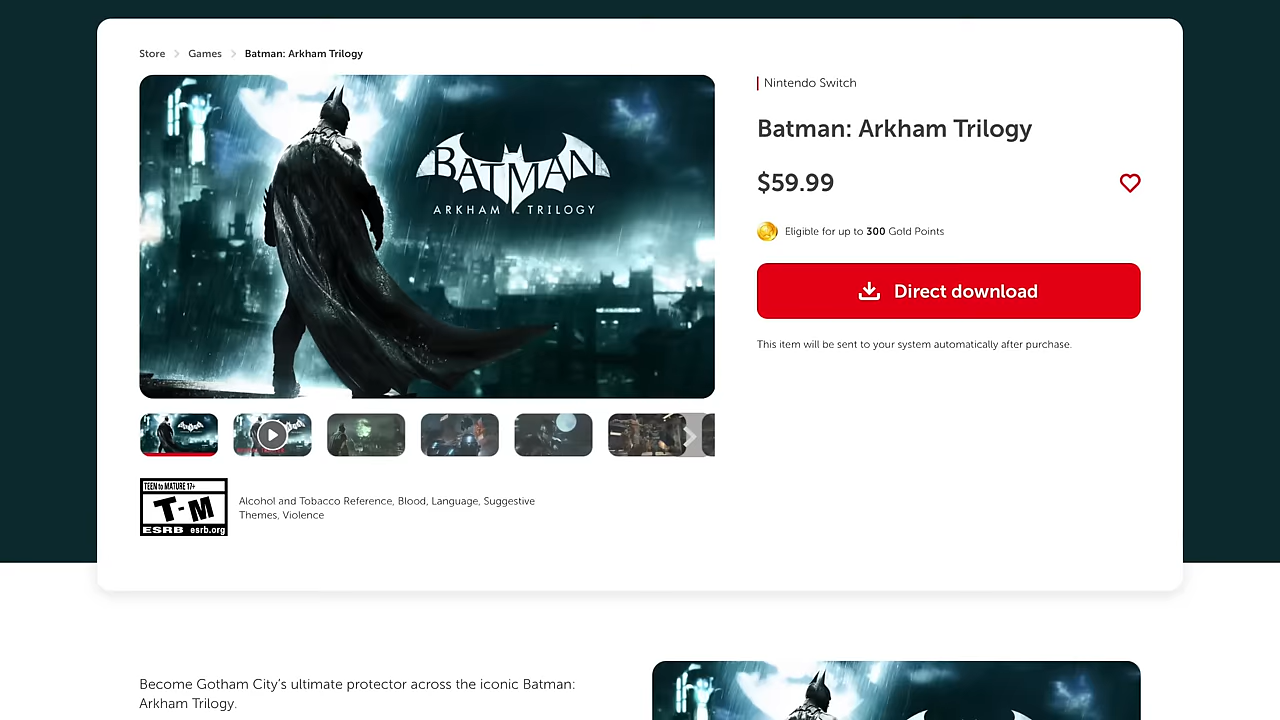 Store > Games > Batman: Arkham Trilogy
BATMAN
ARKHAM TRILOGY
Nintendo Switch
Batman: Arkham Trilogy
$59.99
Eligible for up to 300 Gold Points
Direct download
This item will be sent to your system automatically after purchase.
TEEN to MATURE 17+
T-M
ESRB esrb.org
Alcohol and Tobacco Reference, Blood, Language, Suggestive
Themes, Violence
Become Gotham City's ultimate protector across the iconic Batman:
Arkham Trilogy.